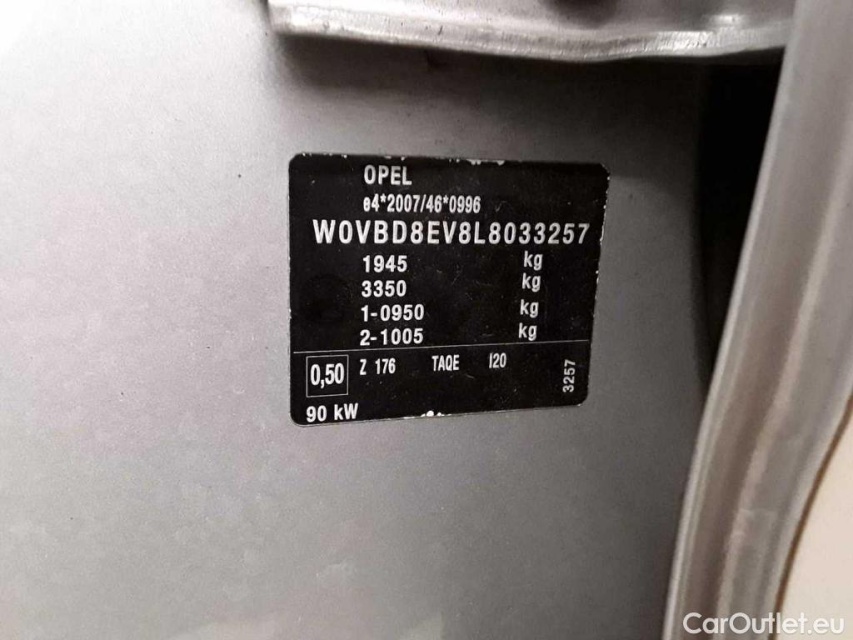 OPEL
e4*2007/46*0996
W0VBD8EV8L8033257
1945 kg
3350 kg
1-0950 kg
2-1005 kg
0,50 Z 176 TAQE I20 3257
90 kW
CarOutlet.eu